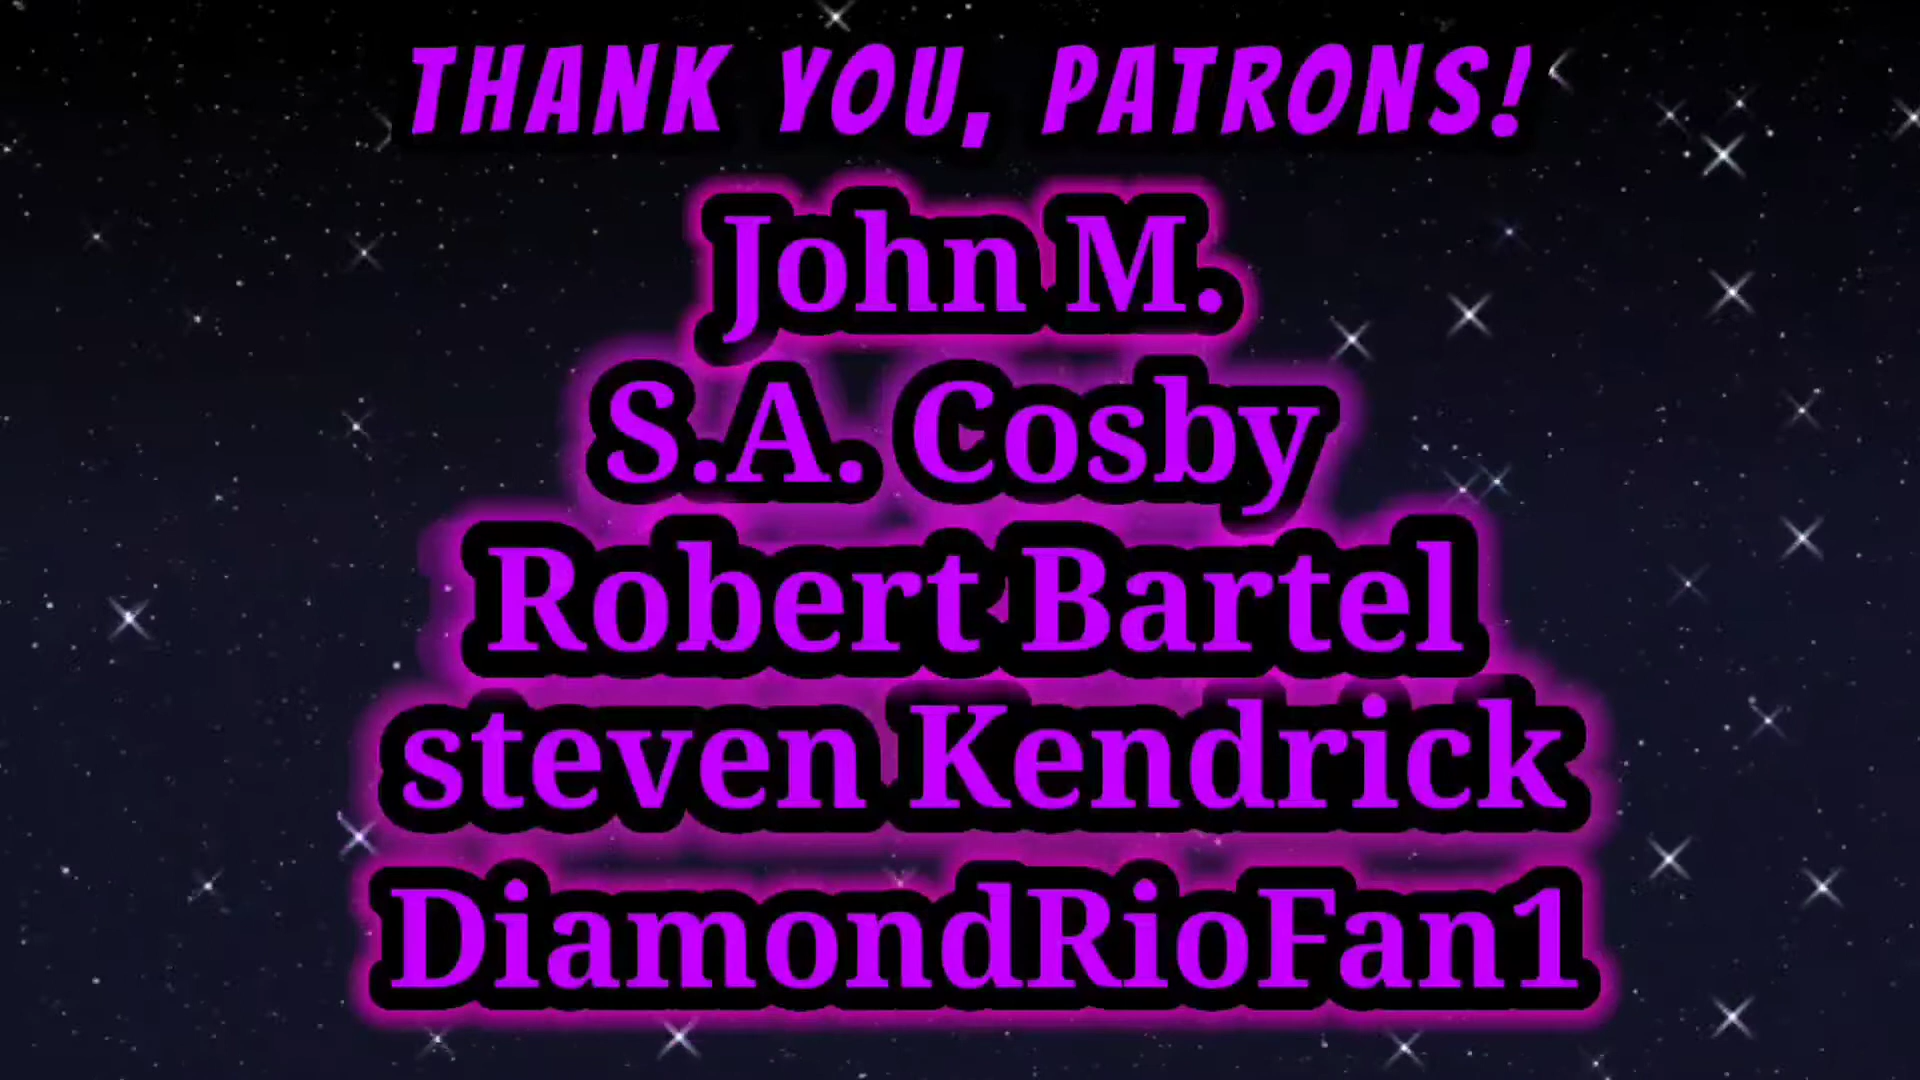 THANK YOU, PATRONS!
John M.
S.A. Cosby
Robert Bartel
steven Kendrick
DiamondRioFan1